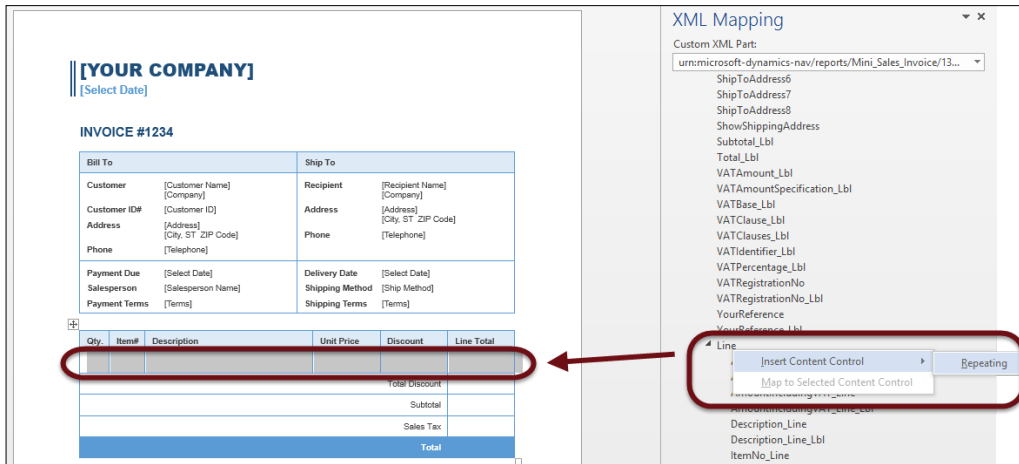 [YOUR COMPANY]
[Select Date]
INVOICE #1234
Bill To
Ship To
Customer
[Customer Name]
[Company]
Recipient
[Recipient Name]
[Company]
Customer ID#
[Customer ID]
Address
[Address]
[City, ST ZIP Code]
Address
[Address]
[City, ST ZIP Code]
Phone
[Telephone]
Phone
[Telephone]
Payment Due
[Select Date]
Delivery Date
[Select Date]
Salesperson
[Salesperson Name]
Shipping Method
[Ship Method]
Payment Terms
[Terms]
Shipping Terms
[Terms]
Qty. Item# Description Unit Price Discount Line Total
Total Discount
Subtotal
Sales Tax
Total
XML Mapping
Custom XML Part:
urn:microsoft-dynamics-nav/reports/Mini_Sales_Invoice/13...
ShipToAddress6
ShipToAddress7
ShipToAddress8
ShowShippingAddress
Subtotal_Lbl
Total_Lbl
VATAmount_Lbl
VATAmountSpecification_Lbl
VATBase_Lbl
VATClause_Lbl
VATClauses_Lbl
VATIdentifier_Lbl
VATPercentage_Lbl
VATRegistrationNo
VATRegistrationNo_Lbl
YourReference
YourReference_Lbl
Line
Insert Content Control
Repeating
Map to Selected Content Control
AmountIncludingVAT_Line
AmountIncludingVAT_Line_Lbl
Description_Line
Description_Line_Lbl
ItemNo_Line